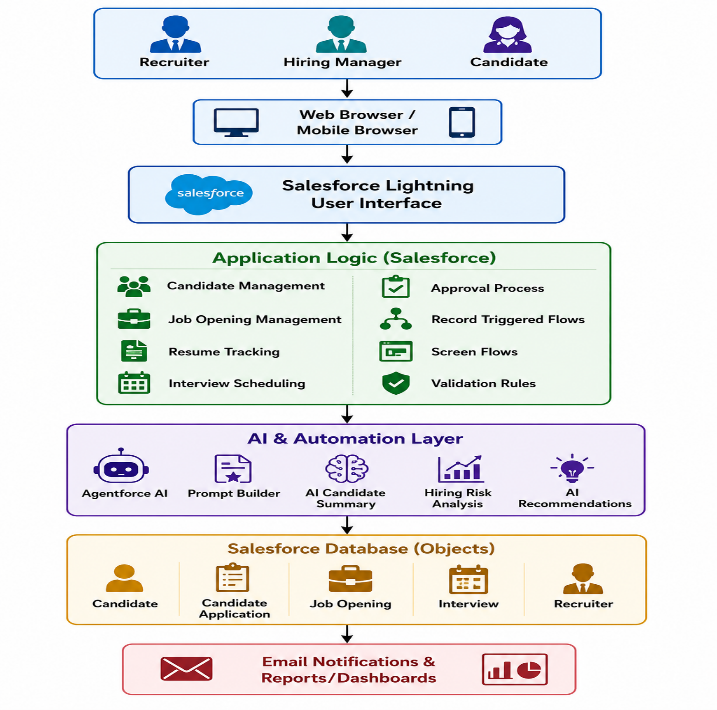 Recruiter
Hiring Manager
Candidate
Web Browser /
Mobile Browser
salesforce
Salesforce Lightning
User Interface
Application Logic (Salesforce)
Candidate Management
Job Opening Management
Resume Tracking
Interview Scheduling
Approval Process
Record Triggered Flows
Screen Flows
Validation Rules
AI & Automation Layer
Agentforce AI
Prompt Builder
AI Candidate
Summary
Hiring Risk
Analysis
AI
Recommendations
Salesforce Database (Objects)
Candidate
Candidate
Application
Job Opening
Interview
Recruiter
Email Notifications &
Reports/Dashboards